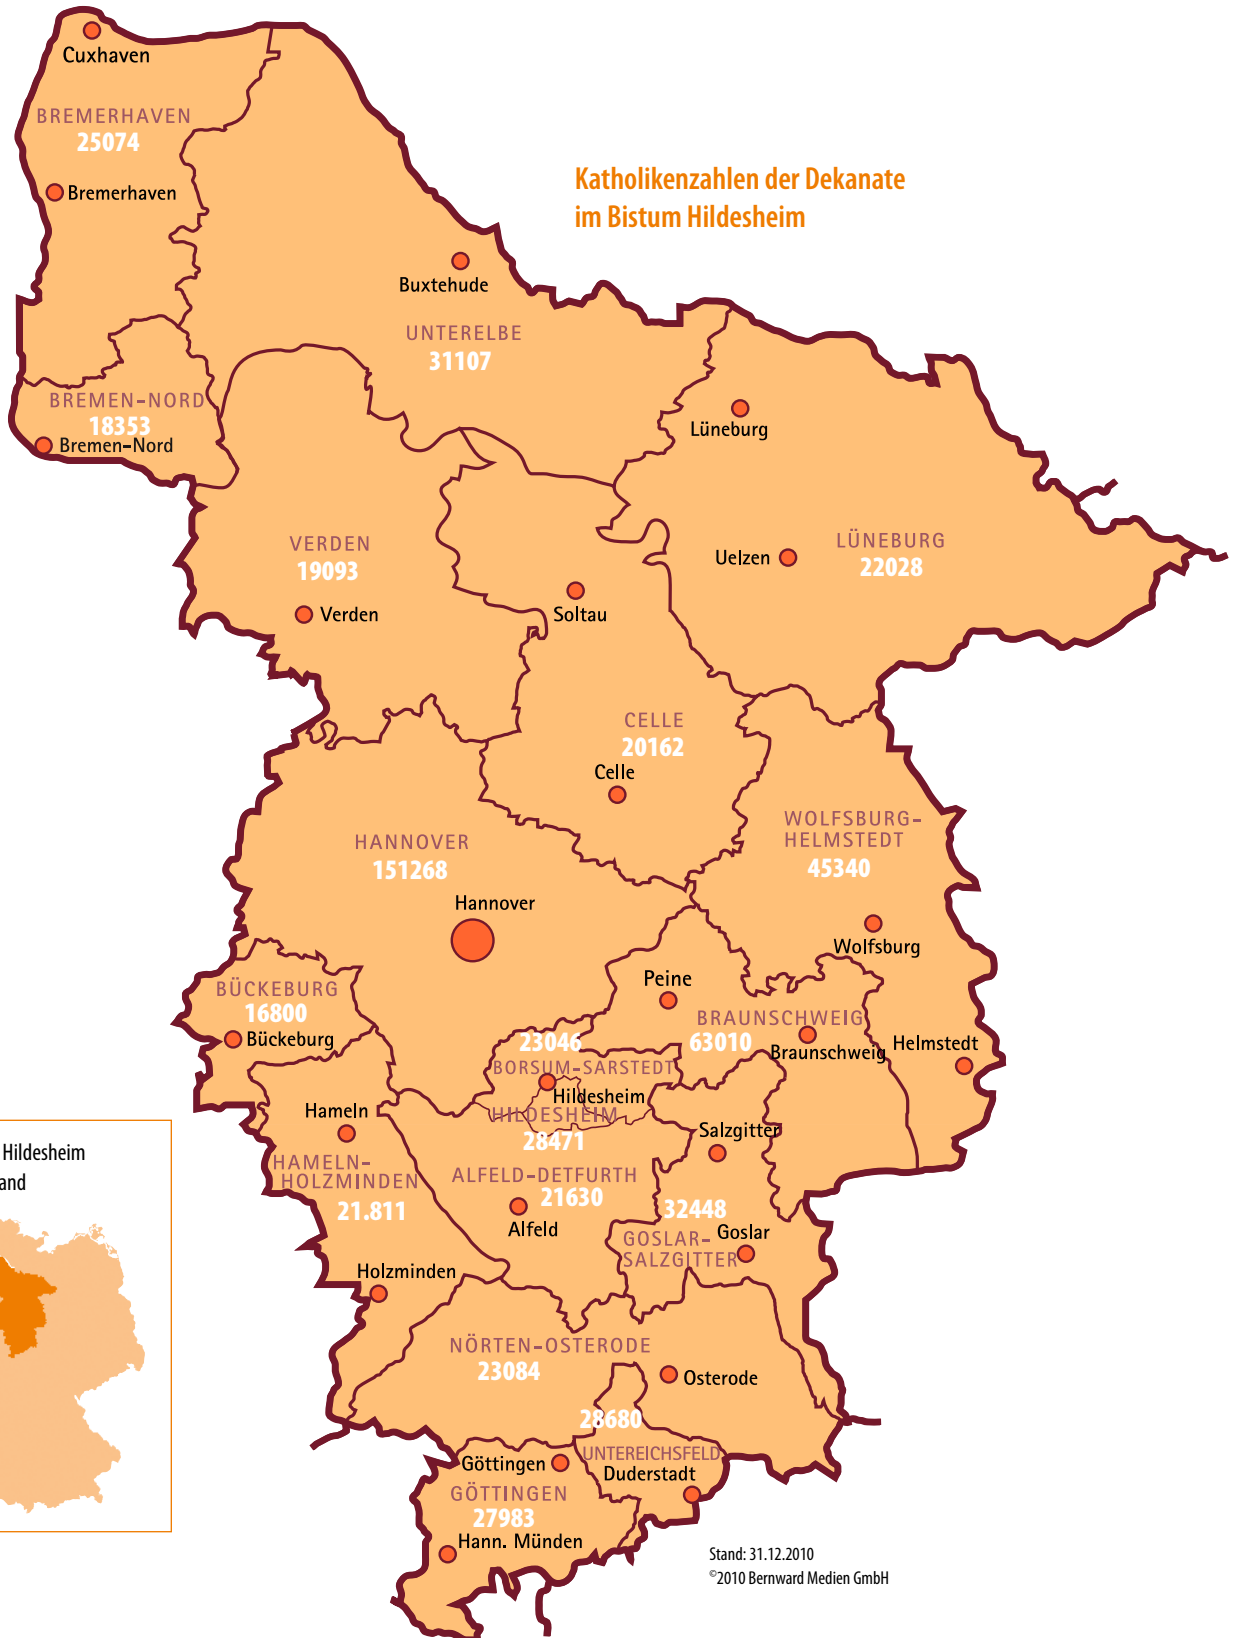 Cuxhaven
BREMERHAVEN
25074
Bremerhaven
Katholikenzahlen der Dekanate
im Bistum Hildesheim
Buxtehude
UNTERELBE
31107
BREMEN-NORD
18353
Bremen-Nord
Lüneburg
VERDEN
19093
Verden
Soltau
Uelzen
LÜNEBURG
22028
CELLE
20162
Celle
WOLFSBURG-
HELMSTEDT
45340
Wolfsburg
HANNOVER
151268
Hannover
BÜCKEBURG
16800
Bückeburg
Peine
BRAUNSCHWEIG
63010
Braunschweig
Helmstedt
23046
BORSUM-SARSTEDT
Hildesheim
HILDESHEIM
28471
Hameln
HAMELN-
HOLZMINDEN
21.811
Holzminden
ALFELD-DETFURTH
21630
Alfeld
Salzgitter
32448
Goslar
GOSLAR-
SALZGITTER
Hildesheim
and
NÖRTEN-OSTERODE
23084
Osterode
28680
UNTEREICHSFELD
Duderstadt
Göttingen
GÖTTINGEN
27983
Hann. Münden
Stand: 31.12.2010
©2010 Bernward Medien GmbH